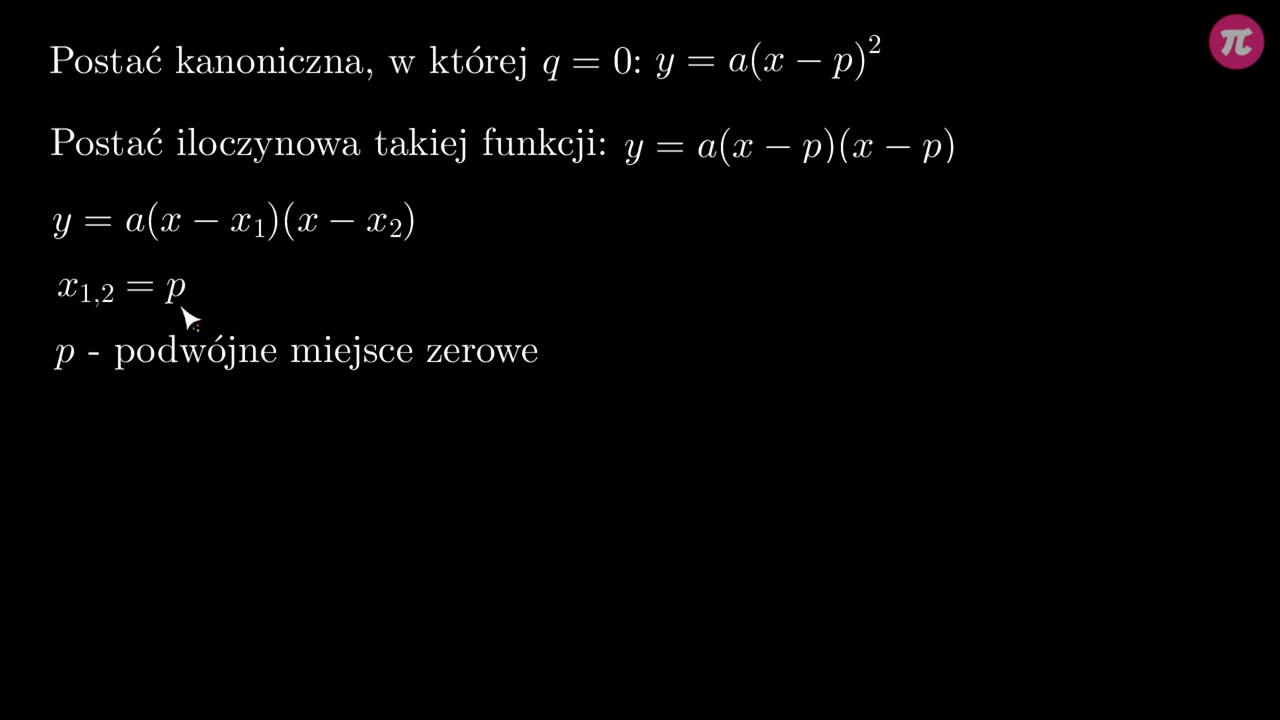 Postać kanoniczna, w której q = 0: y = a(x − p)²
Postać iloczynowa takiej funkcji: y = a(x − p)(x − p)
y = a(x − x₁)(x − x₂)
x₁,₂ = p
p - podwójne miejsce zerowe
π